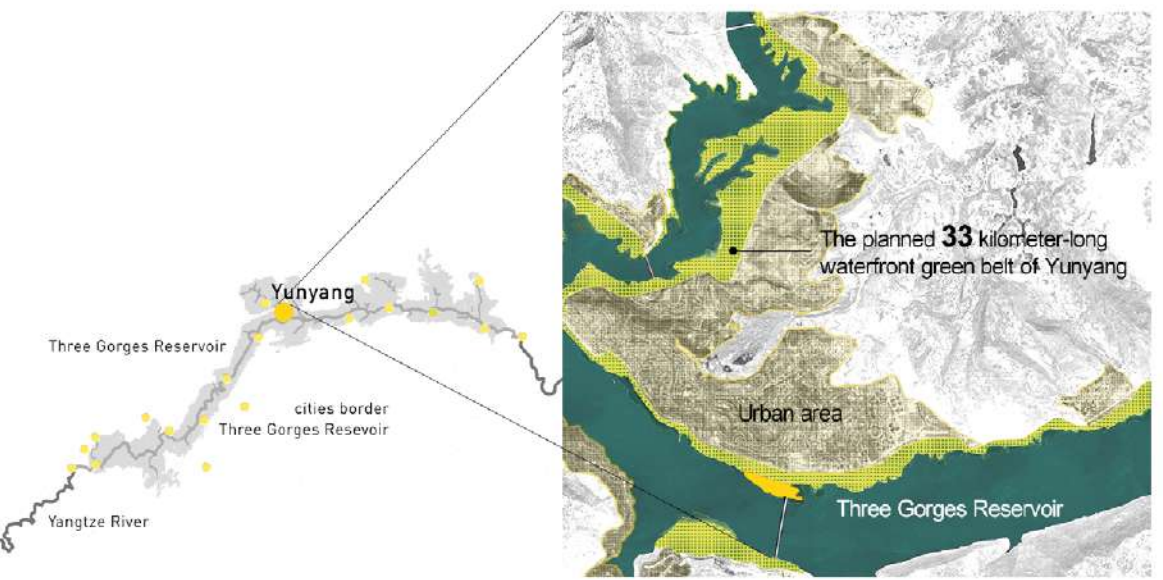 Yunyang
Three Gorges Reservoir
cities border
Three Gorges Resevoir
Yangtze River
The planned 33 kilometer-long
waterfront green belt of Yunyang
Urban area
Three Gorges Reservoir